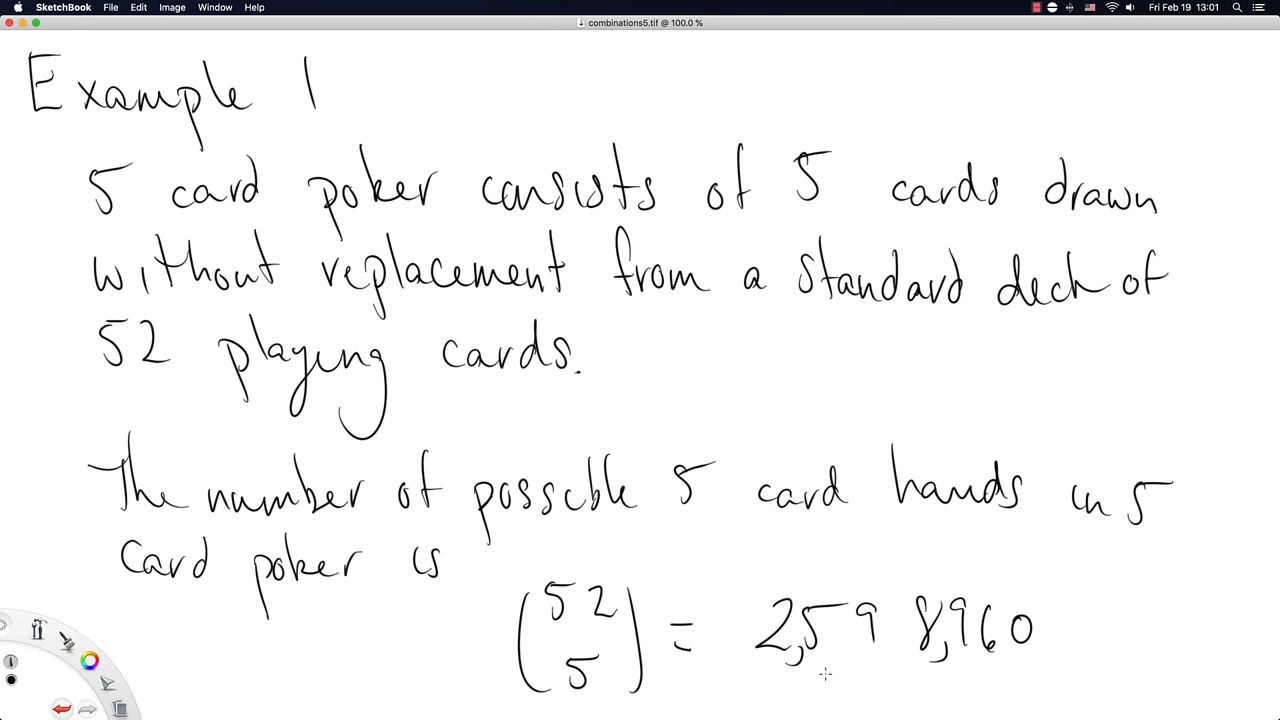 SketchBook File Edit Image Window Help Fri Feb 19 13:01
combinations5.tif @ 100.0 %
Example 1
5 card poker consists of 5 cards drawn
without replacement from a standard deck of
52 playing cards.
The number of possible 5 card hands in 5
card poker is
(52
5) = 2,598,960